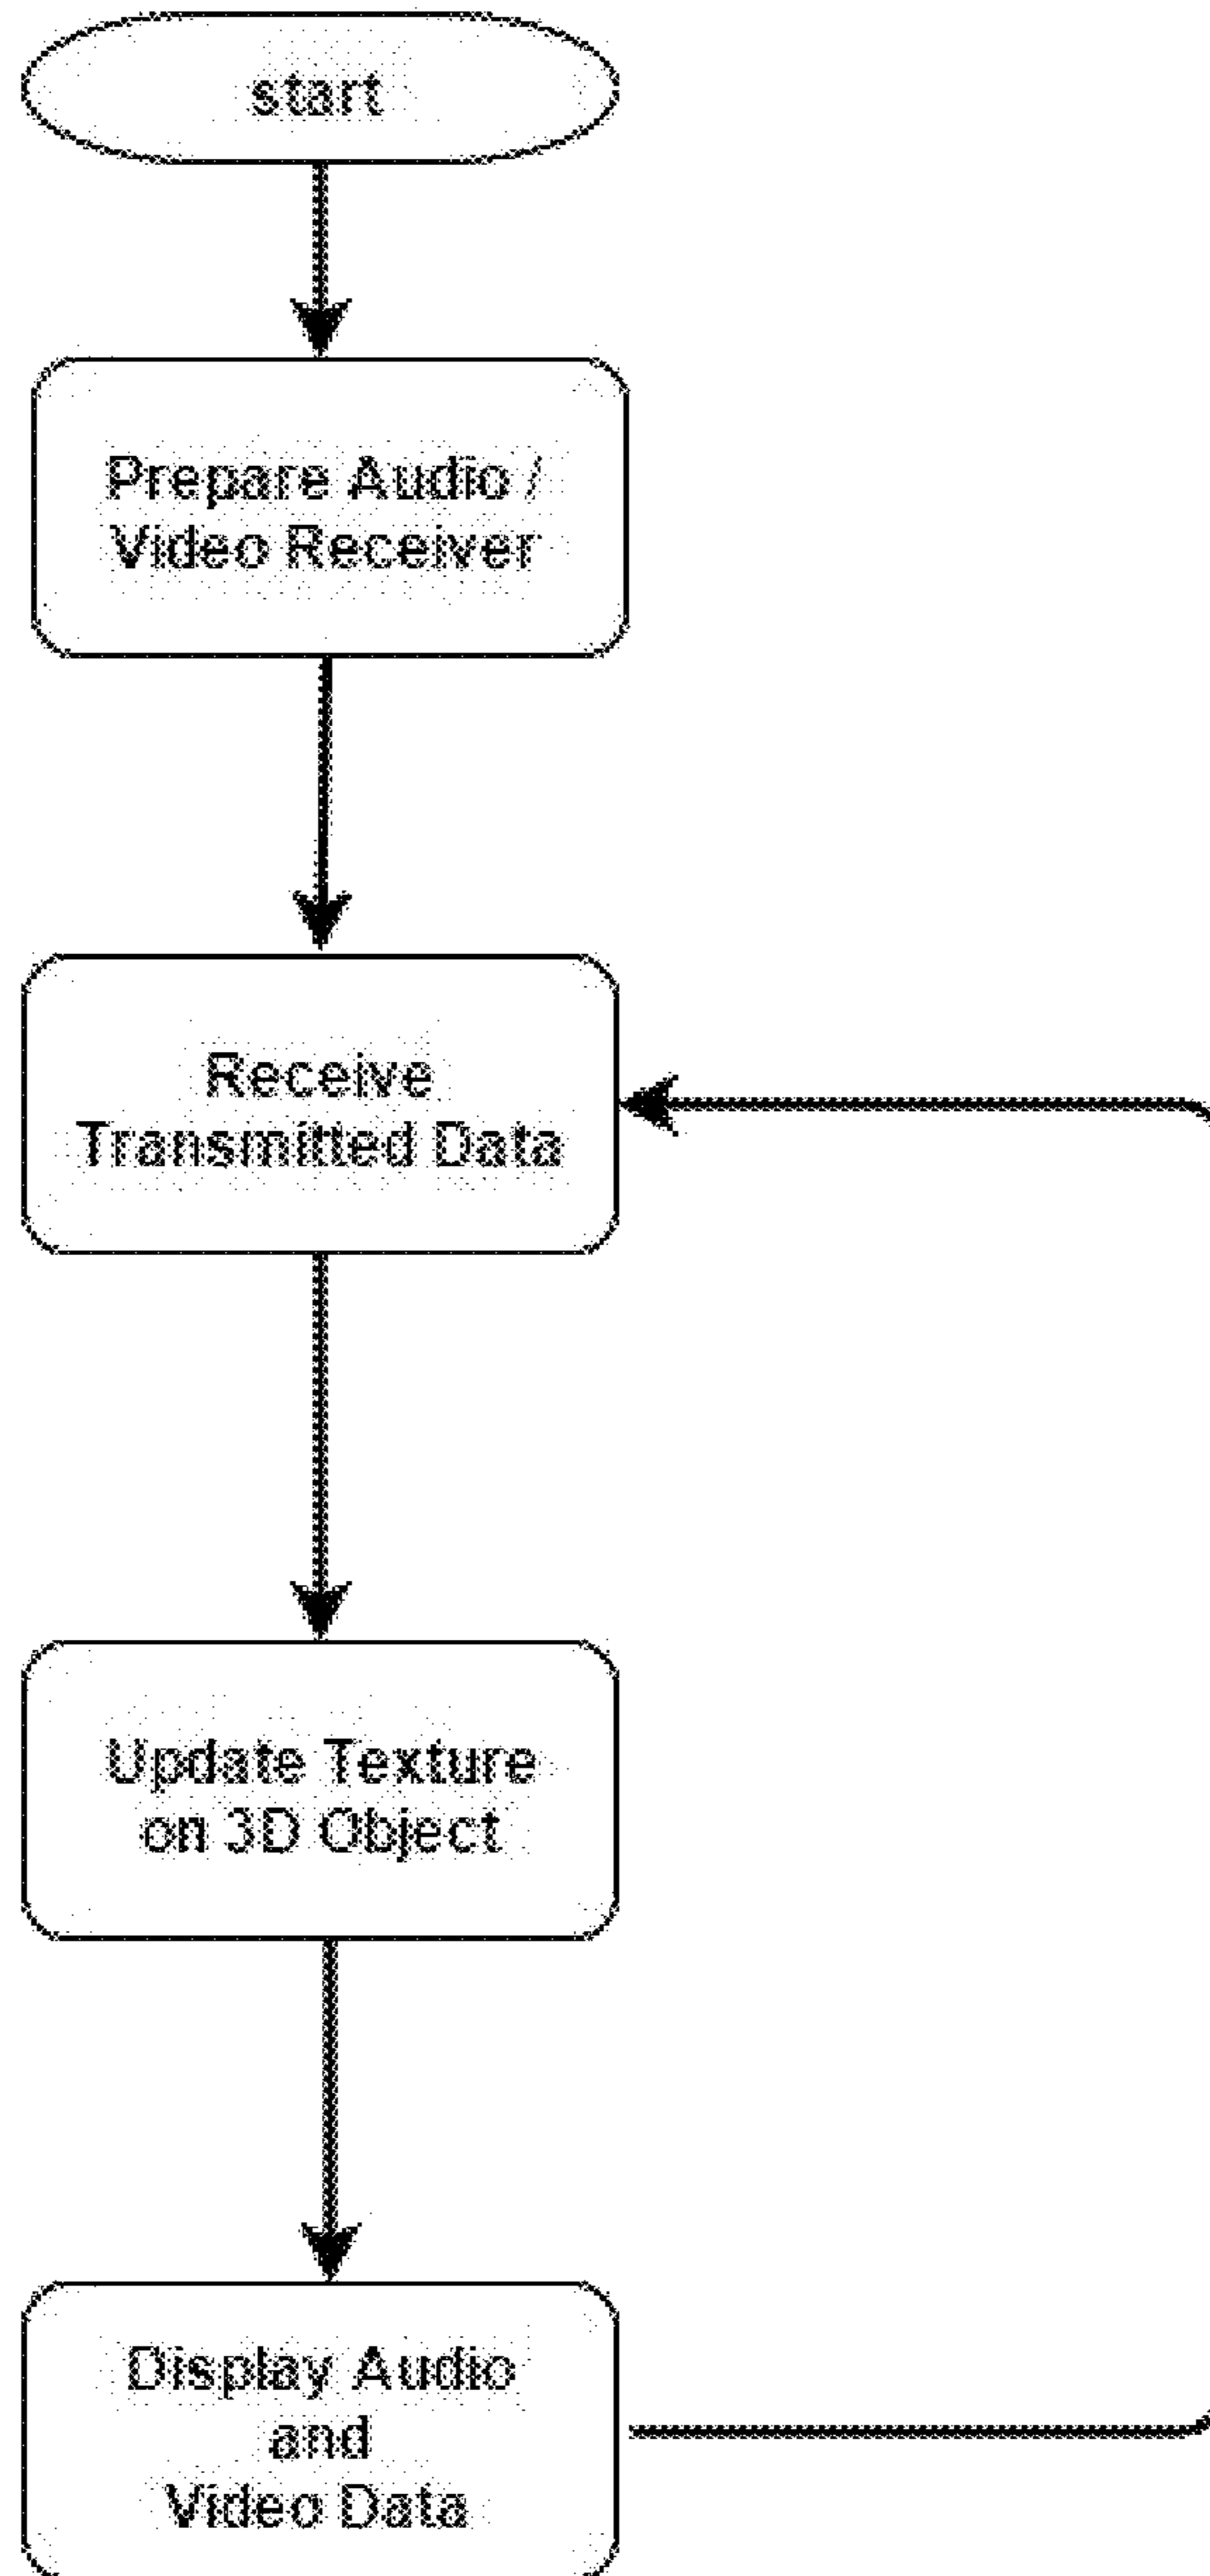 start
Prepare Audio /
Video Receiver
Receive
Transmitted Data
Update Texture
on 3D Object
Display Audio
and
Video Data